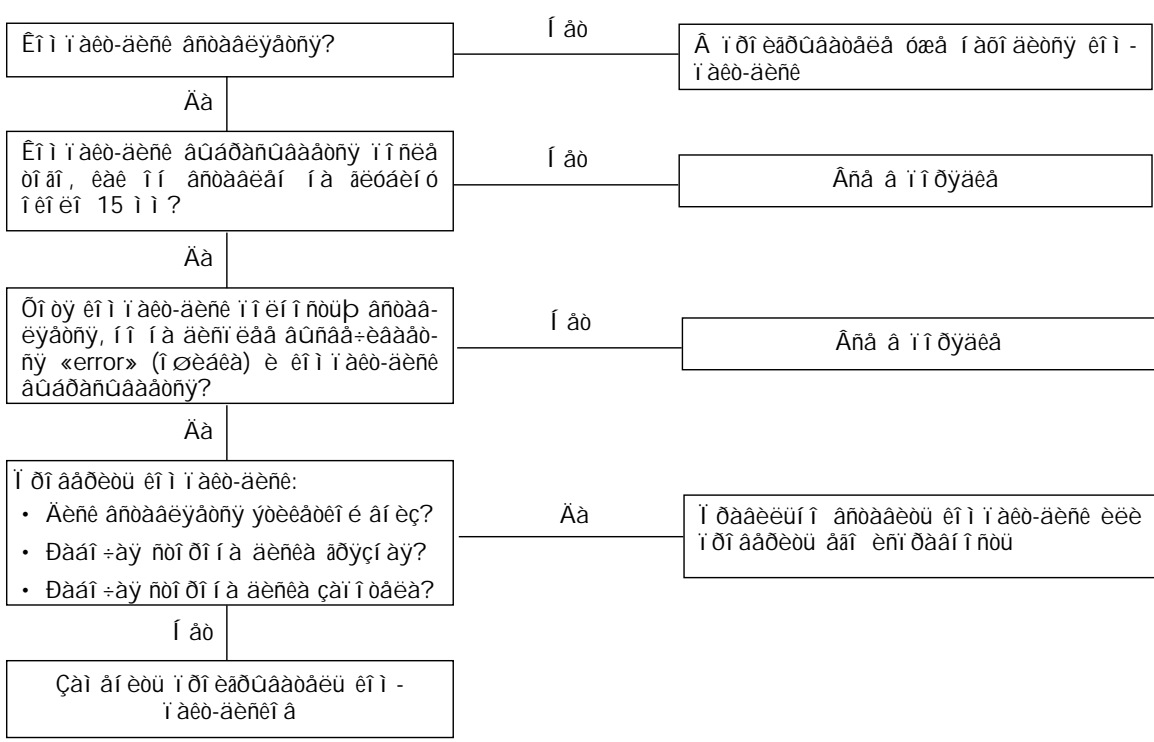 Êîìïàêò-äèñê âñòàâëÿåòñÿ?
Íåò
Â ïðîèãðûâàòåëå óæå íàõîäèòñÿ êîì-
ïàêò-äèñê
Äà
Êîìïàêò-äèñê âûáðàñûâàåòñÿ ïîñëå
òîãî, êàê îí âñòàâëåí íà ãëóáèíó
îêîëî 15 ìì?
Íåò
Âñå â ïîðÿäêå
Äà
Õîòÿ êîìïàêò-äèñê ïîëíîñòüþ âñòàâ-
ëÿåòñÿ, íî íà äèñïëåå âûñâå÷èâàåò-
ñÿ «error» (îøèáêà) è êîìïàêò-äèñê
âûáðàñûâàåòñÿ?
Íåò
Âñå â ïîðÿäêå
Äà
Ïðîâåðèòü êîìïàêò-äèñê:
• Äèñê âñòàâëÿåòñÿ ýòèêåòêîé âíèç?
• Ðàáî÷àÿ ñòîðîíà äèñêà ãðÿçíàÿ?
• Ðàáî÷àÿ ñòîðîíà äèñêà çàïîòåëà?
Äà
Ïðàâèëüíî âñòàâèòü êîìïàêò-äèñê èëè
ïðîâåðèòü åãî èñïðàâíîñòü
Íåò
Çàìåíèòü ïðîèãðûâàòåëü êîì-
ïàêò-äèñêîâ